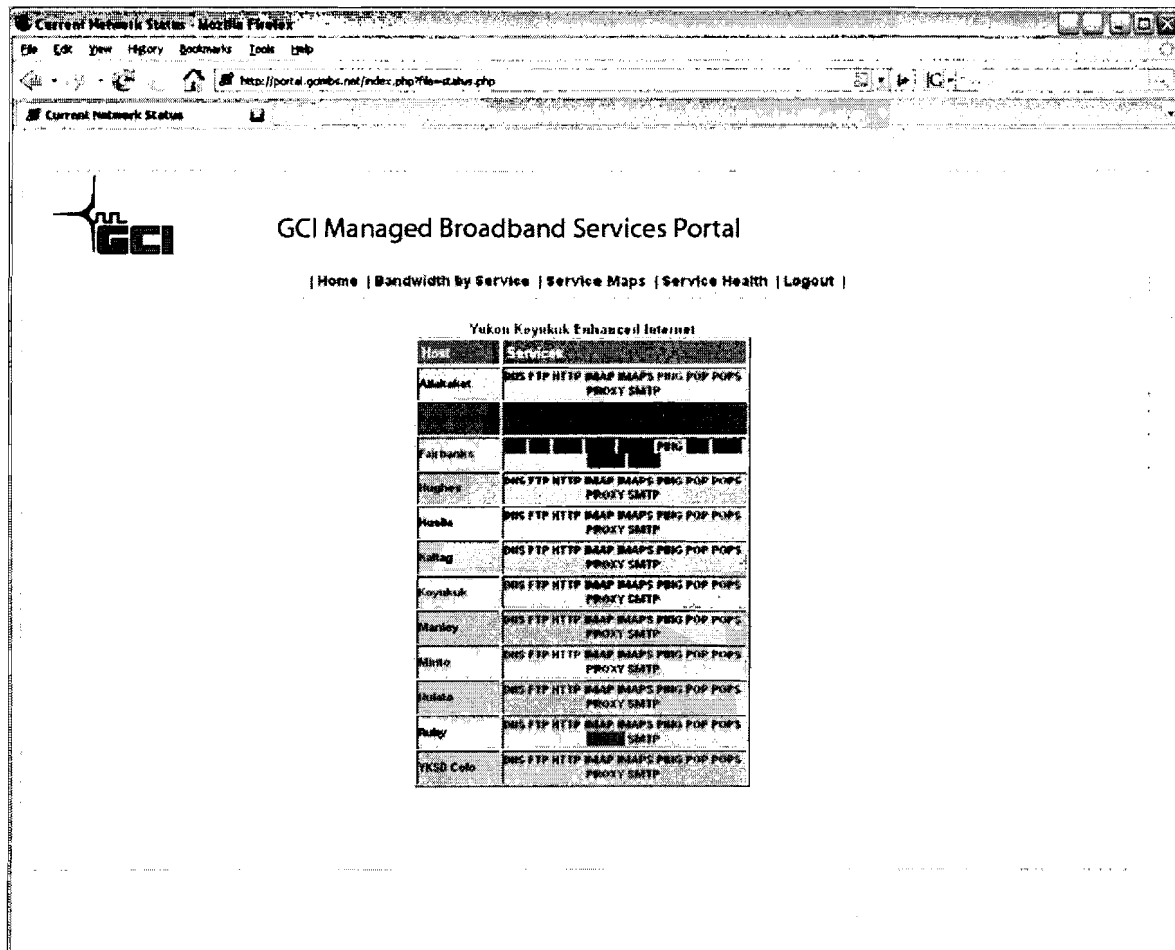 Current Network Status - Mozilla Firefox
File Edit View History Bookmarks Tools Help
http://portal.gcimbs.net/index.php?file=status.php
Current Network Status
GCI
GCI Managed Broadband Services Portal
| Home | Bandwidth by Service | Service Maps | Service Health | Logout |
Yukon Koyukuk Enhanced Internet
Host Services
Allakaket DNS FTP HTTP IMAP IMAPS PING POP POPS
PROXY SMTP
Fairbanks PING
Hughes DNS FTP HTTP IMAP IMAPS PING POP POPS
PROXY SMTP
Huslia DNS FTP HTTP IMAP IMAPS PING POP POPS
PROXY SMTP
Kaltag DNS FTP HTTP IMAP IMAPS PING POP POPS
PROXY SMTP
Koyukuk DNS FTP HTTP IMAP IMAPS PING POP POPS
PROXY SMTP
Manley DNS FTP HTTP IMAP IMAPS PING POP POPS
PROXY SMTP
Minto DNS FTP HTTP IMAP IMAPS PING POP POPS
PROXY SMTP
Nulato DNS FTP HTTP IMAP IMAPS PING POP POPS
PROXY SMTP
Ruby DNS FTP HTTP IMAP IMAPS PING POP POPS
SMTP
YKSD Colo DNS FTP HTTP IMAP IMAPS PING POP POPS
PROXY SMTP